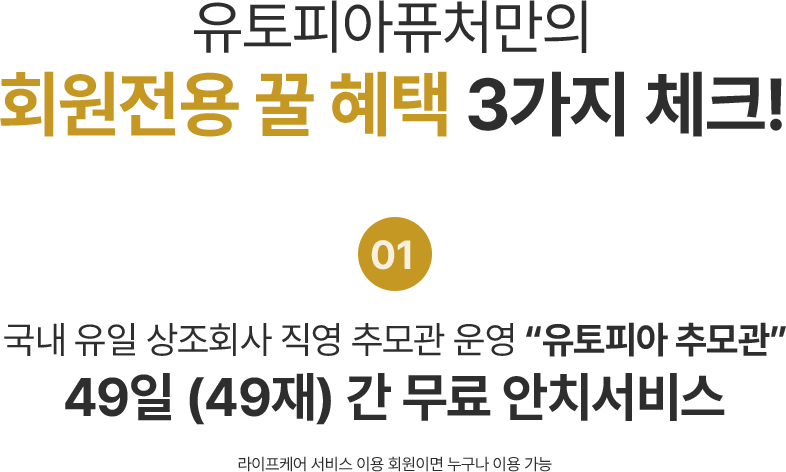 유토피아퓨처만의
회원전용 꿀 혜택 3가지 체크!
01
국내 유일 상조회사 직영 추모관 운영 “유토피아 추모관”
49일 (49재) 간 무료 안치서비스
라이프케어 서비스 이용 회원이면 누구나 이용 가능